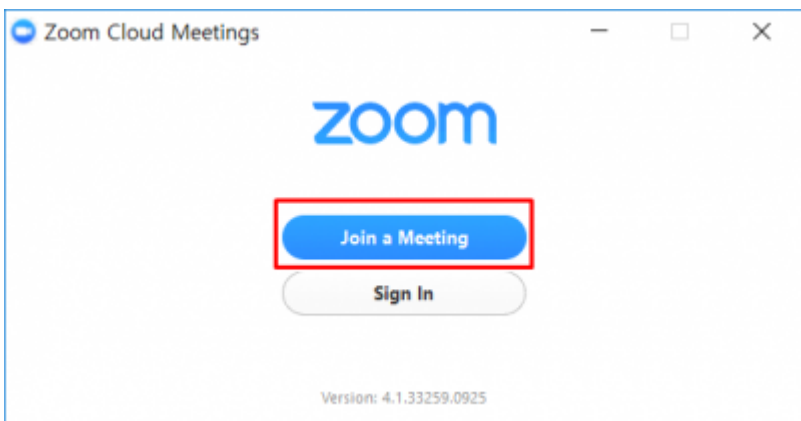 Zoom Cloud Meetings
zoom
Join a Meeting
Sign In
Version: 4.1.33259.0925